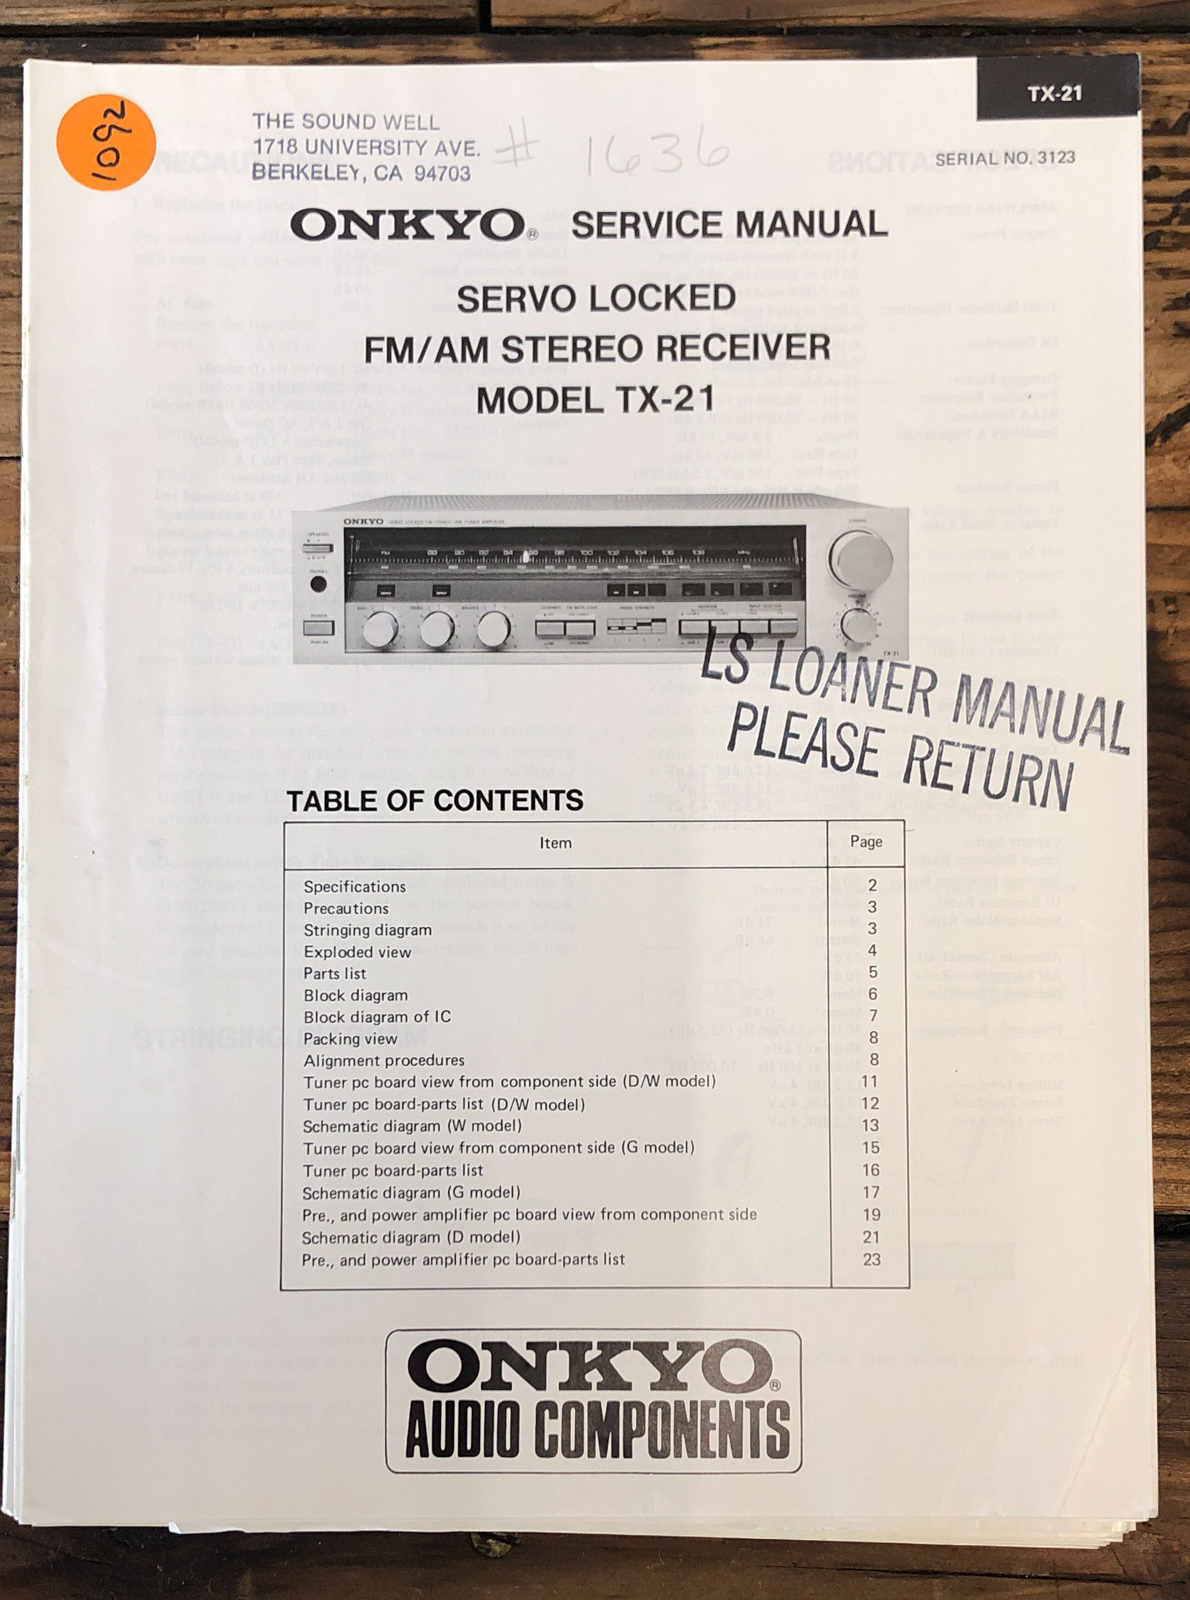 TX-21
1092
THE SOUND WELL
1718 UNIVERSITY AVE.
BERKELEY, CA 94703
# 1636
SERIAL NO. 3123
ONKYO® SERVICE MANUAL
SERVO LOCKED
FM/AM STEREO RECEIVER
MODEL TX-21
ONKYO
TX-21
LS LOANER MANUAL
PLEASE RETURN
TABLE OF CONTENTS
Item Page
Specifications 2
Precautions 3
Stringing diagram 3
Exploded view 4
Parts list 5
Block diagram 6
Block diagram of IC 7
Packing view 8
Alignment procedures 8
Tuner pc board view from component side (D/W model) 11
Tuner pc board-parts list (D/W model) 12
Schematic diagram (W model) 13
Tuner pc board view from component side (G model) 15
Tuner pc board-parts list 16
Schematic diagram (G model) 17
Pre., and power amplifier pc board view from component side 19
Schematic diagram (D model) 21
Pre., and power amplifier pc board-parts list 23
ONKYO®
AUDIO COMPONENTS